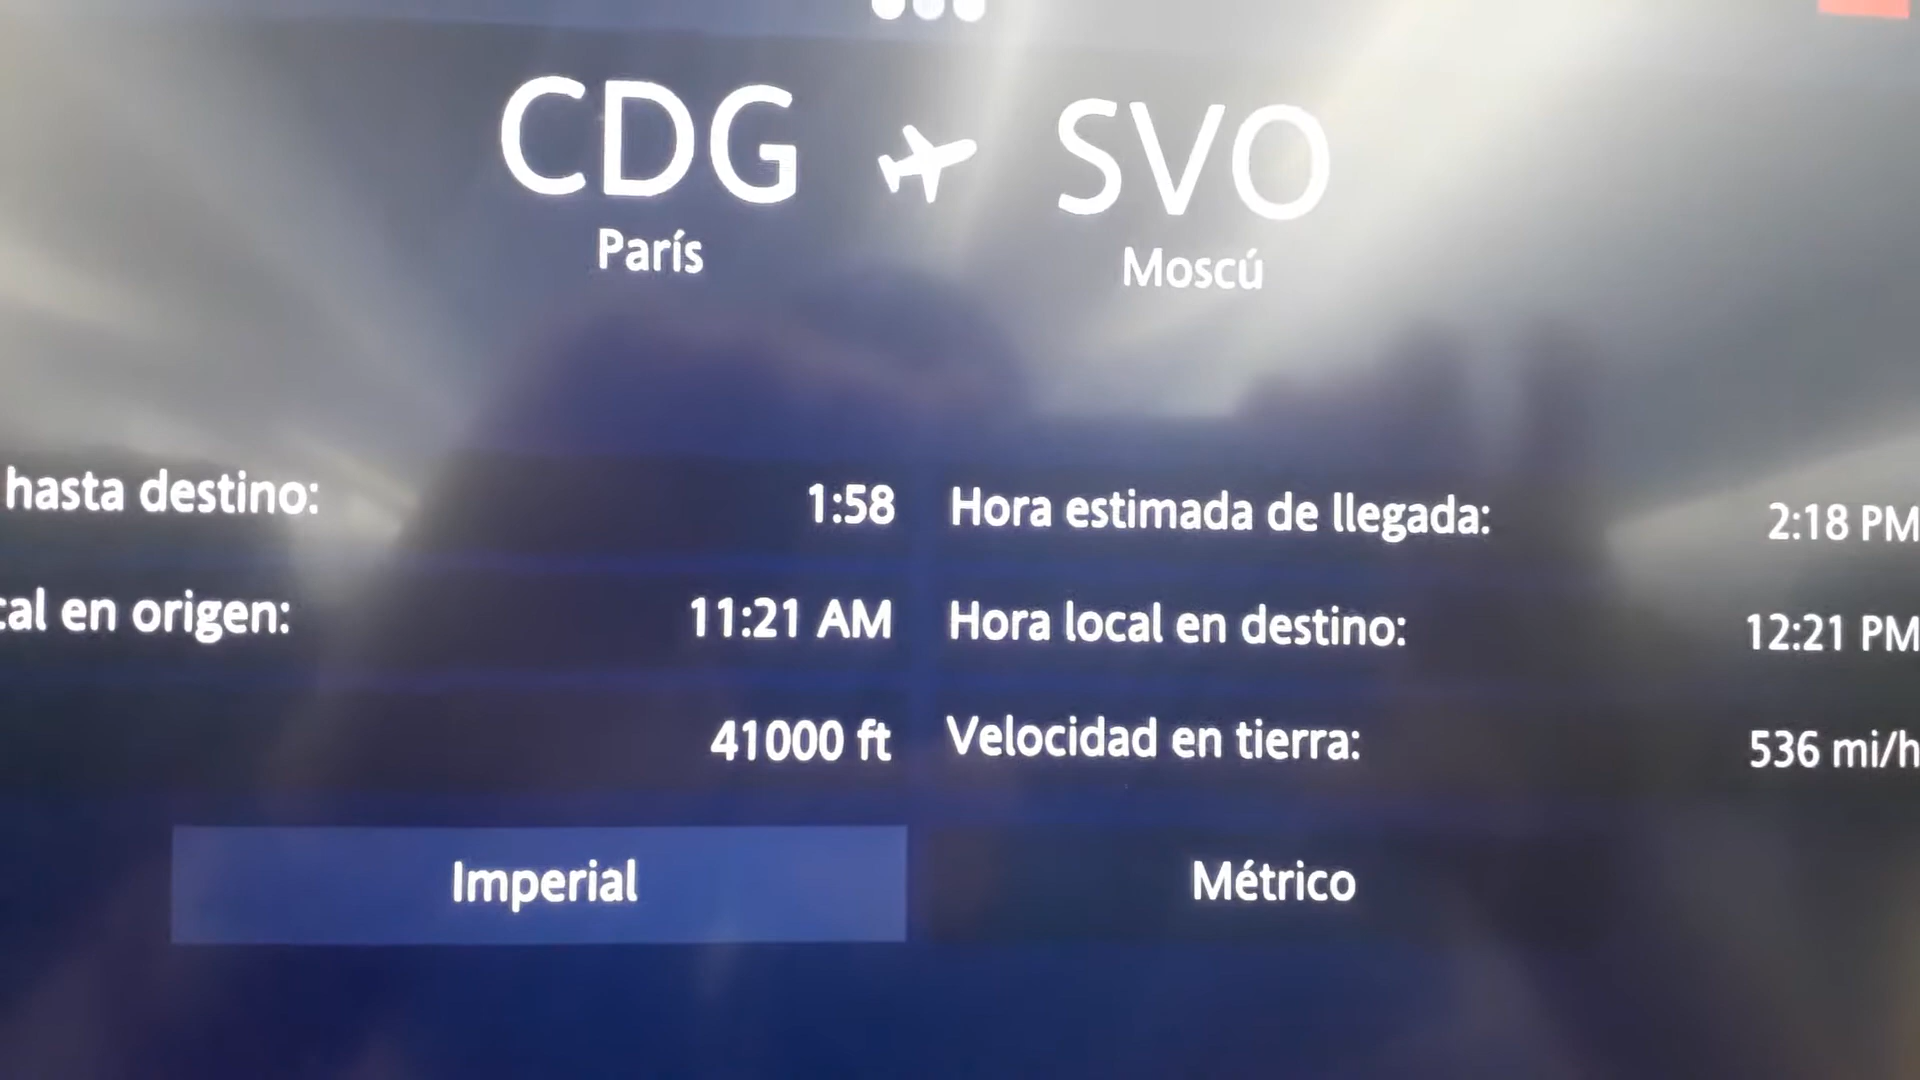 CDG SVO
París Moscú
hasta destino: 1:58 Hora estimada de llegada: 2:18 PM
cal en origen: 11:21 AM Hora local en destino: 12:21 PM
41000 ft Velocidad en tierra: 536 mi/h
Imperial Métrico